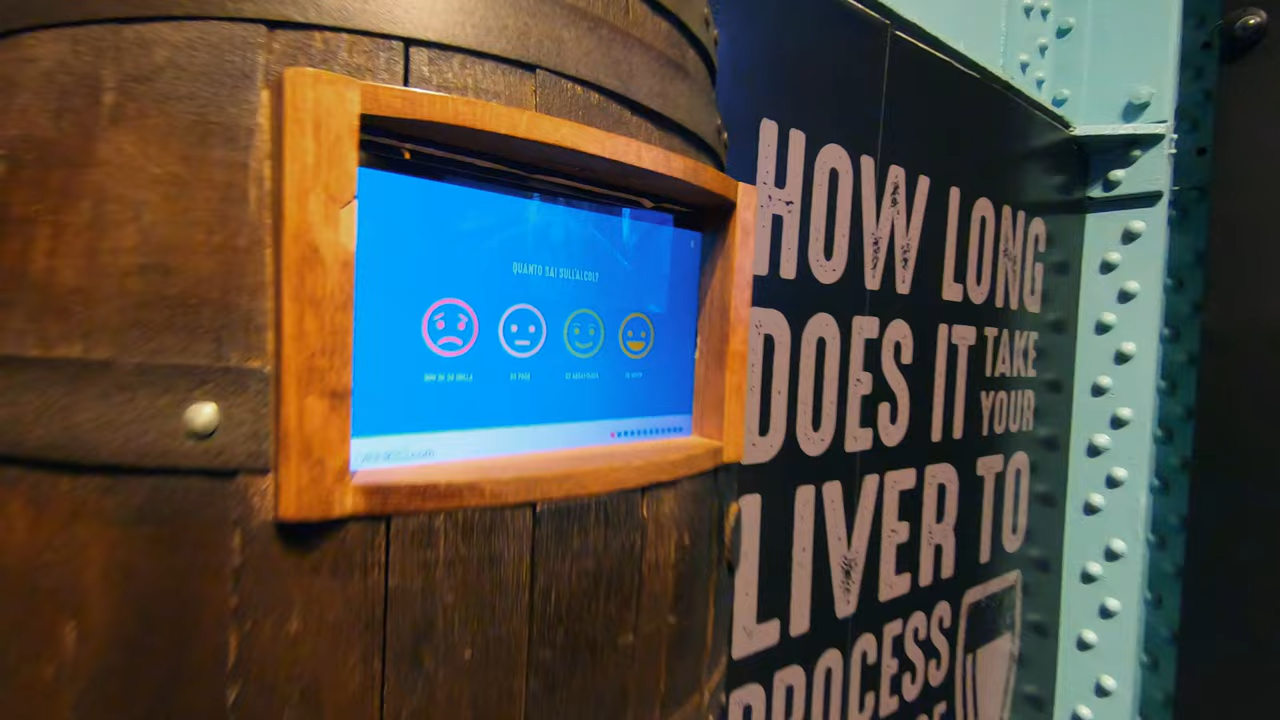 QUANTO SAI SULL'ALCOL?
HOW LONG
DOES IT TAKE
YOUR
LIVER TO
PROCESS